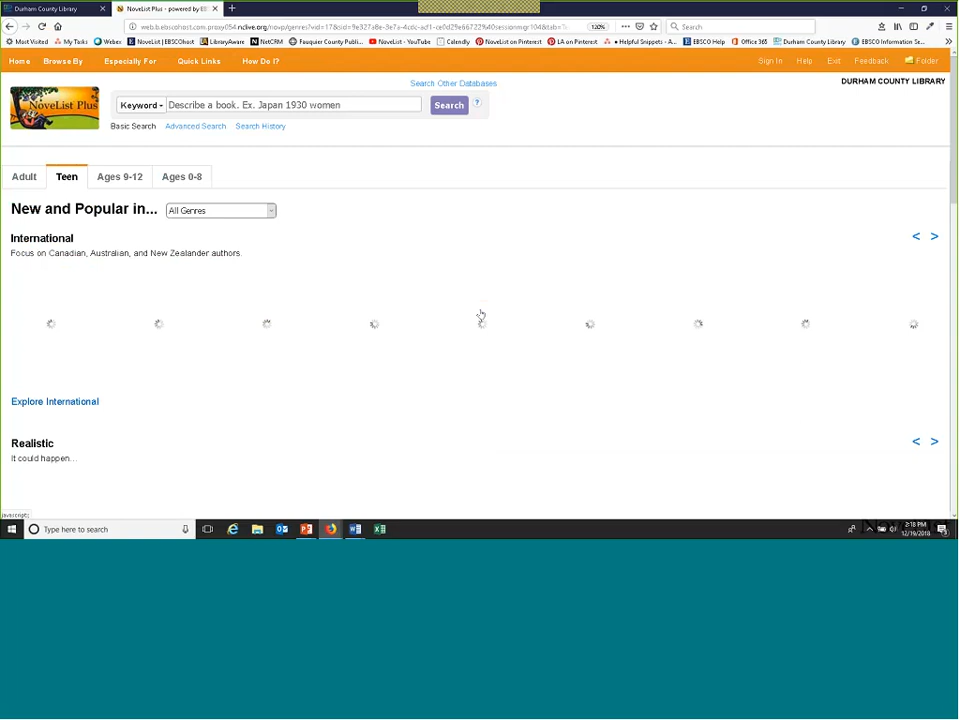 Durham County Library
NoveList Plus - powered by EB
Search
Most Visited My Tasks Webex NoveList | EBSCOhost LibraryAware NetCRM Fauquier County Publi... NoveList - YouTube Calendly NoveList on Pinterest LA on Pinterest Helpful Snippets - A... EBSCO Help Office 365 Durham County Library EBSCO Information Se...
120%
Home Browse By Especially For Quick Links How Do I? Sign In Help Exit Feedback Folder
Search Other Databases
DURHAM COUNTY LIBRARY
NoveList Plus
Keyword Describe a book. Ex. Japan 1930 women Search ?
Basic Search Advanced Search Search History
Adult Teen Ages 9-12 Ages 0-8
New and Popular in... All Genres
International < >
Focus on Canadian, Australian, and New Zealander authors.
Explore International
Realistic < >
It could happen...
javascript:;
Type here to search
2:18 PM
12/19/2018